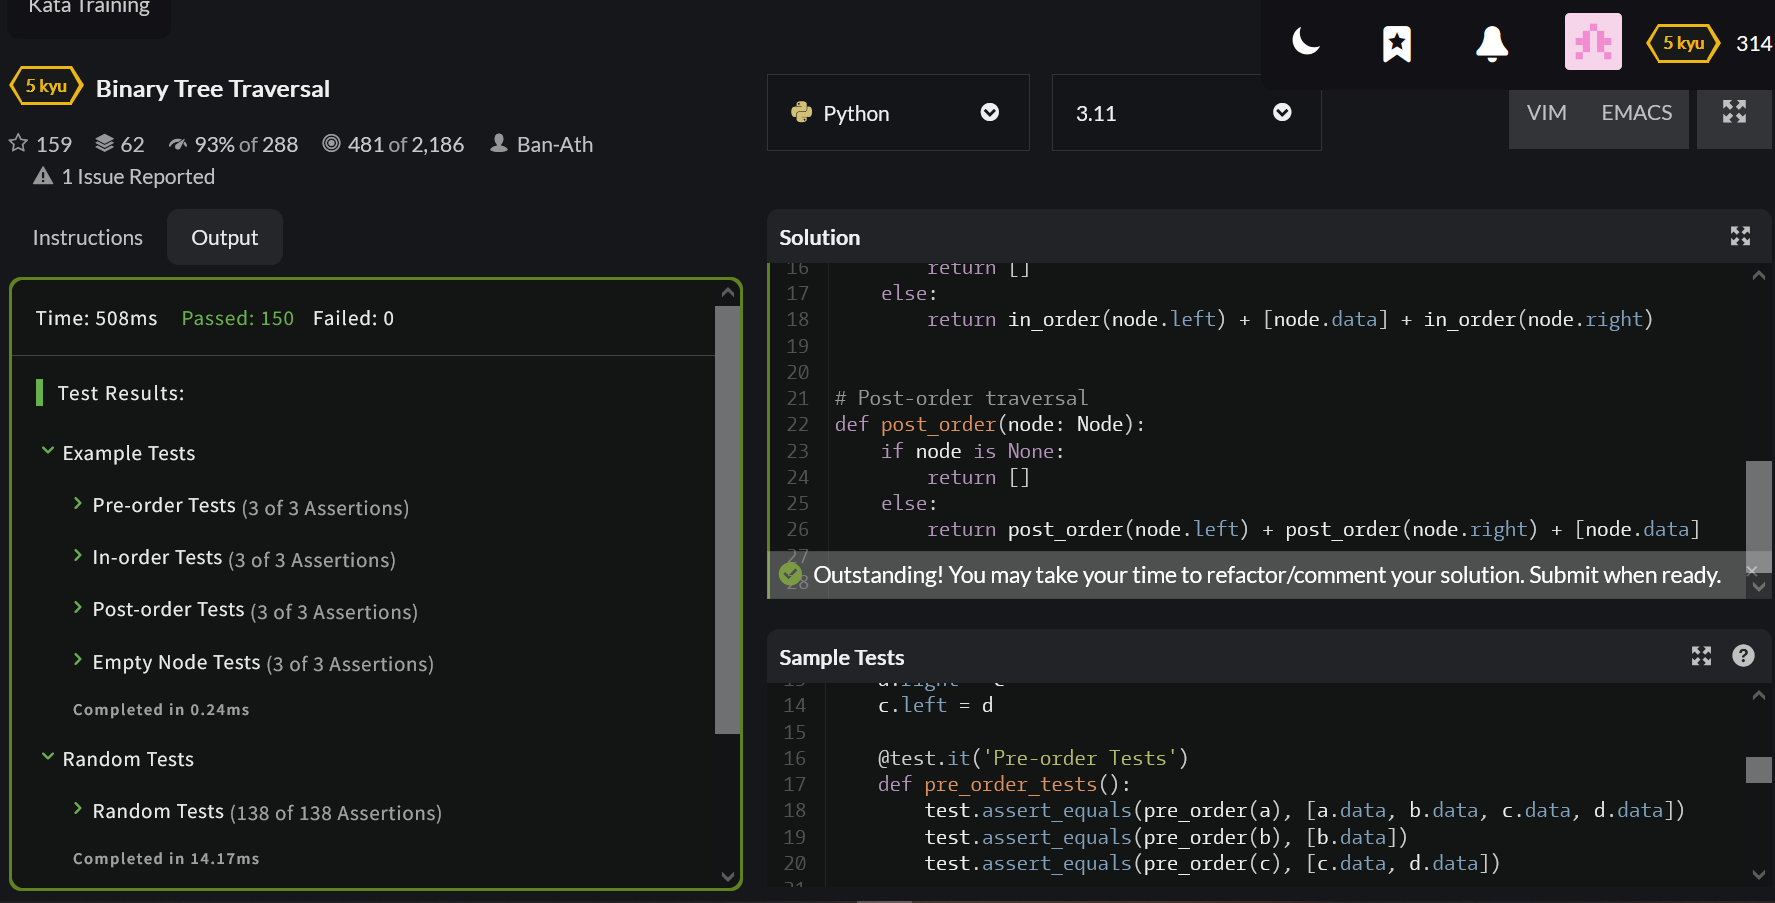 Kata Training
5 kyu
314
5 kyu Binary Tree Traversal
159 62 93% of 288 481 of 2,186 Ban-Ath
1 Issue Reported
Python
3.11
VIM EMACS
Instructions Output
Time: 508ms Passed: 150 Failed: 0
Test Results:
Example Tests
Pre-order Tests (3 of 3 Assertions)
In-order Tests (3 of 3 Assertions)
Post-order Tests (3 of 3 Assertions)
Empty Node Tests (3 of 3 Assertions)
Completed in 0.24ms
Random Tests
Random Tests (138 of 138 Assertions)
Completed in 14.17ms
Solution
16         return []
17     else:
18         return in_order(node.left) + [node.data] + in_order(node.right)
19
20
21 # Post-order traversal
22 def post_order(node: Node):
23     if node is None:
24         return []
25     else:
26         return post_order(node.left) + post_order(node.right) + [node.data]
27
28
Outstanding! You may take your time to refactor/comment your solution. Submit when ready.
Sample Tests
14     c.left = d
15
16     @test.it('Pre-order Tests')
17     def pre_order_tests():
18         test.assert_equals(pre_order(a), [a.data, b.data, c.data, d.data])
19         test.assert_equals(pre_order(b), [b.data])
20         test.assert_equals(pre_order(c), [c.data, d.data])
21